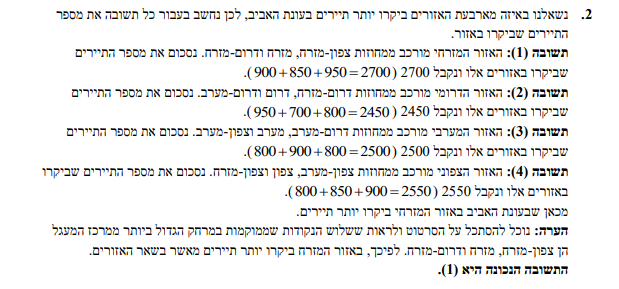 2. נשאלנו באיזה מארבעת האזורים ביקרו יותר תיירים בעונת האביב, לכן נחשב בעבור כל תשובה את מספר
התיירים שביקרו באזור.
תשובה (1): האזור המזרחי מורכב ממחוזות צפון-מזרח, מזרח ודרום-מזרח. נסכום את מספר התיירים
שביקרו באזורים אלו ונקבל 2700 (900+850+950=2700).
תשובה (2): האזור הדרומי מורכב ממחוזות דרום-מזרח, דרום ודרום-מערב. נסכום את מספר התיירים
שביקרו באזורים אלו ונקבל 2450 (950+700+800=2450).
תשובה (3): האזור המערבי מורכב ממחוזות דרום-מערב, מערב וצפון-מערב. נסכום את מספר התיירים
שביקרו באזורים אלו ונקבל 2500 (800+900+800=2500).
תשובה (4): האזור הצפוני מורכב ממחוזות צפון-מערב, צפון וצפון-מזרח. נסכום את מספר התיירים שביקרו
באזורים אלו ונקבל 2550 (800+850+900=2550).
מכאן שבעונת האביב באזור המזרחי ביקרו יותר תיירים.
הערה: נוכל להסתכל על הסרטוט ולראות ששלוש הנקודות שממוקמות במרחק הגדול ביותר ממרכז המעגל
הן צפון-מזרח, מזרח ודרום-מזרח. לפיכך, באזור המזרח ביקרו יותר תיירים מאשר בשאר האזורים.
התשובה הנכונה היא (1).